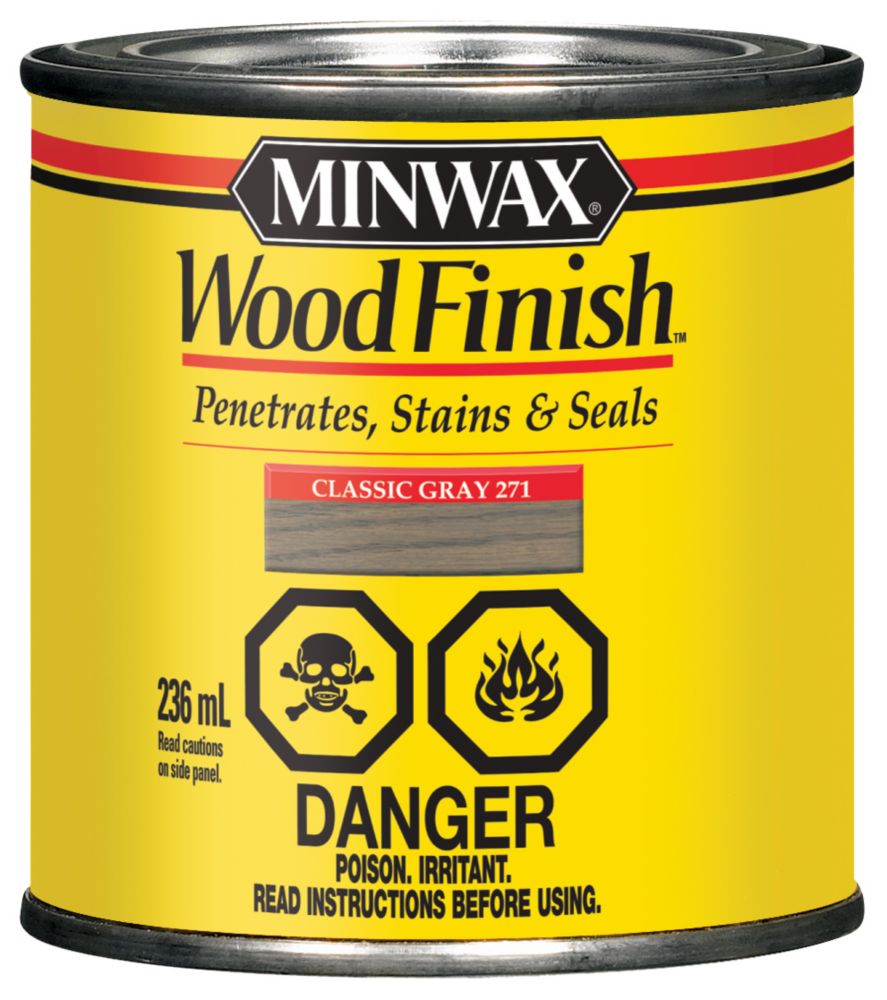 MINWAX®
Wood Finish™
Penetrates, Stains & Seals
CLASSIC GRAY 271
236 mL
Read cautions
on side panel.
DANGER
POISON. IRRITANT.
READ INSTRUCTIONS BEFORE USING.